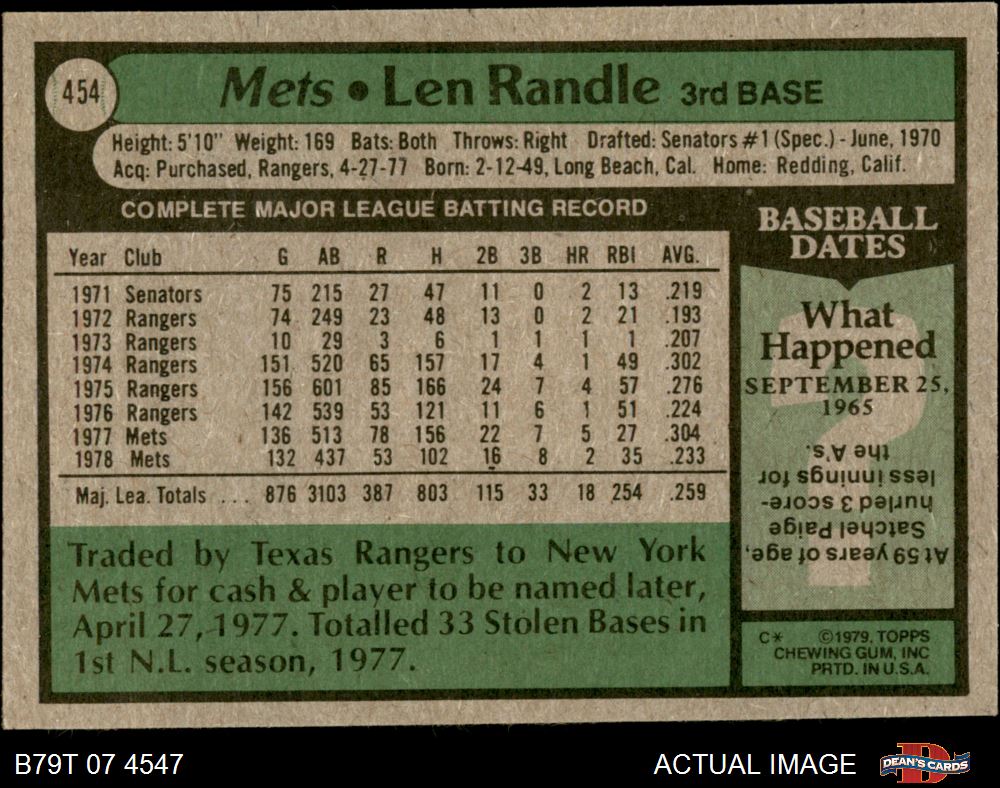 454
Mets • Len Randle 3rd BASE
Height: 5'10" Weight: 169 Bats: Both Throws: Right Drafted: Senators #1 (Spec.) - June, 1970
Acq: Purchased, Rangers, 4-27-77 Born: 2-12-49, Long Beach, Cal. Home: Redding, Calif.
COMPLETE MAJOR LEAGUE BATTING RECORD
Year Club G AB R H 2B 3B HR RBI AVG.
1971 Senators 75 215 27 47 11 0 2 13 .219
1972 Rangers 74 249 23 48 13 0 2 21 .193
1973 Rangers 10 29 3 6 1 1 1 1 .207
1974 Rangers 151 520 65 157 17 4 1 49 .302
1975 Rangers 156 601 85 166 24 7 4 57 .276
1976 Rangers 142 539 53 121 11 6 1 51 .224
1977 Mets 136 513 78 156 22 7 5 27 .304
1978 Mets 132 437 53 102 16 8 2 35 .233
Maj. Lea. Totals ... 876 3103 387 803 115 33 18 254 .259
Traded by Texas Rangers to New York
Mets for cash & player to be named later,
April 27, 1977. Totalled 33 Stolen Bases in
1st N.L. season, 1977.
BASEBALL
DATES
What
Happened
SEPTEMBER 25,
1965
At 59 years of age,
Satchel Paige
hurled 3 score-
less innings for
the A's.
C* ©1979, TOPPS
CHEWING GUM, INC
PRTD. IN U.S.A.
B79T 07 4547
ACTUAL IMAGE
D
DEAN'S CARDS